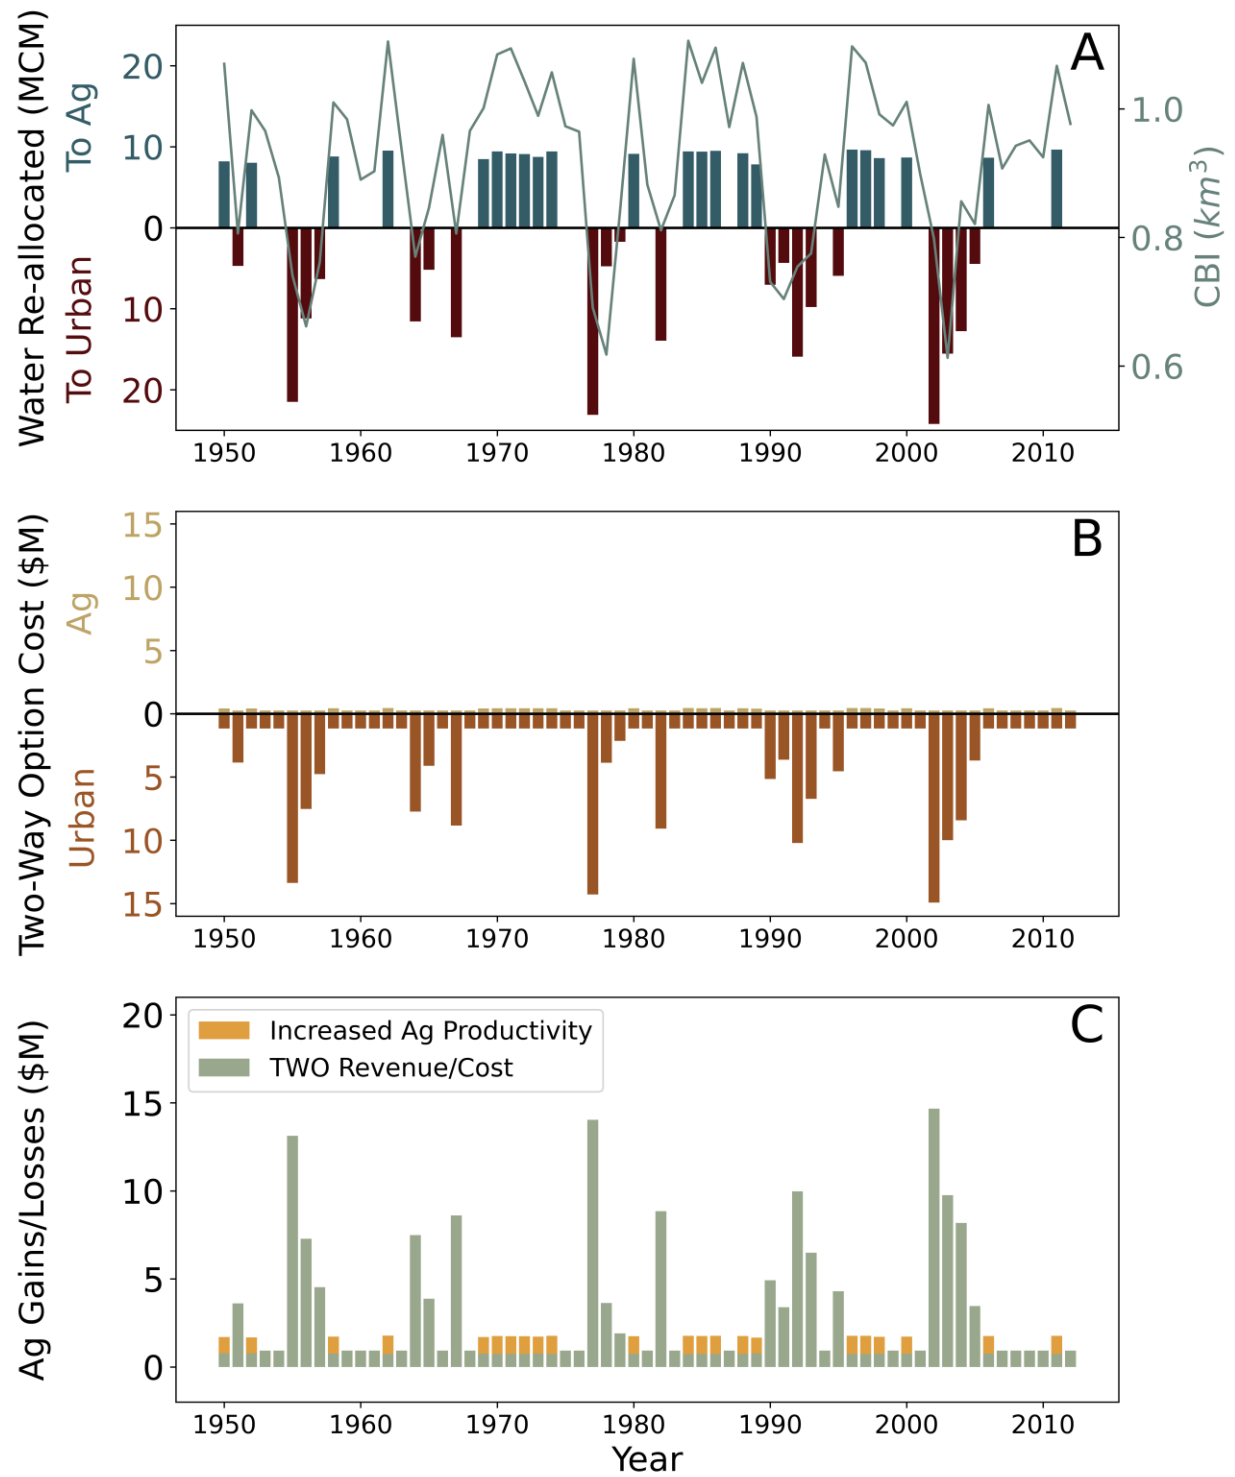 A
Water Re-allocated (MCM)
To Ag
To Urban
20
10
0
10
20
1.0
0.8
0.6
CBI (km³)
1950 1960 1970 1980 1990 2000 2010
B
Two-Way Option Cost ($M)
Ag
Urban
15
10
5
0
5
10
15
1950 1960 1970 1980 1990 2000 2010
C
Ag Gains/Losses ($M)
20
15
10
5
0
Increased Ag Productivity
TWO Revenue/Cost
1950 1960 1970 1980 1990 2000 2010
Year